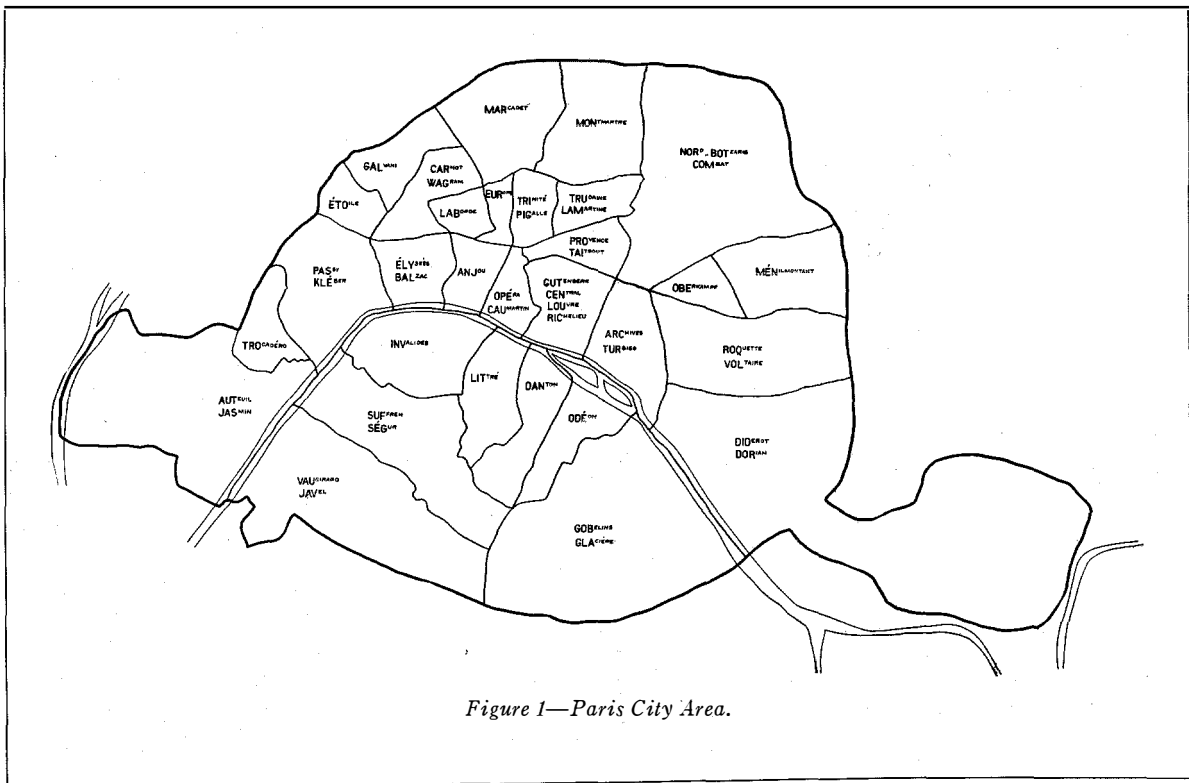 MARCADET
MONTMARTRE
NORD-BOTZARIS
COMBAT
GALVANI
CARNOT
WAGRAM
ÉTOILE
LABORDE
EUROPE
TRINITÉ
PIGALLE
TRUDAINE
LAMARTINE
PROVENCE
TAITBOUT
PASSY
KLÉBER
ÉLYSÉES
BALZAC
ANJOU
OPÉRA
CAUMARTIN
GUTENBERG
CENTRAL
LOUVRE
RICHELIEU
OBERKAMPF
MÉNILMONTANT
ARCHIVES
TURBIGO
ROQUETTE
VOLTAIRE
TROCADÉRO
INVALIDES
LITTRÉ
DANTON
ODÉON
AUTEUIL
JASMIN
SUFFREN
SÉGUR
DIDEROT
DORIAN
VAUGIRARD
JAVEL
GOBELINS
GLACIÈRE
Figure 1—Paris City Area.